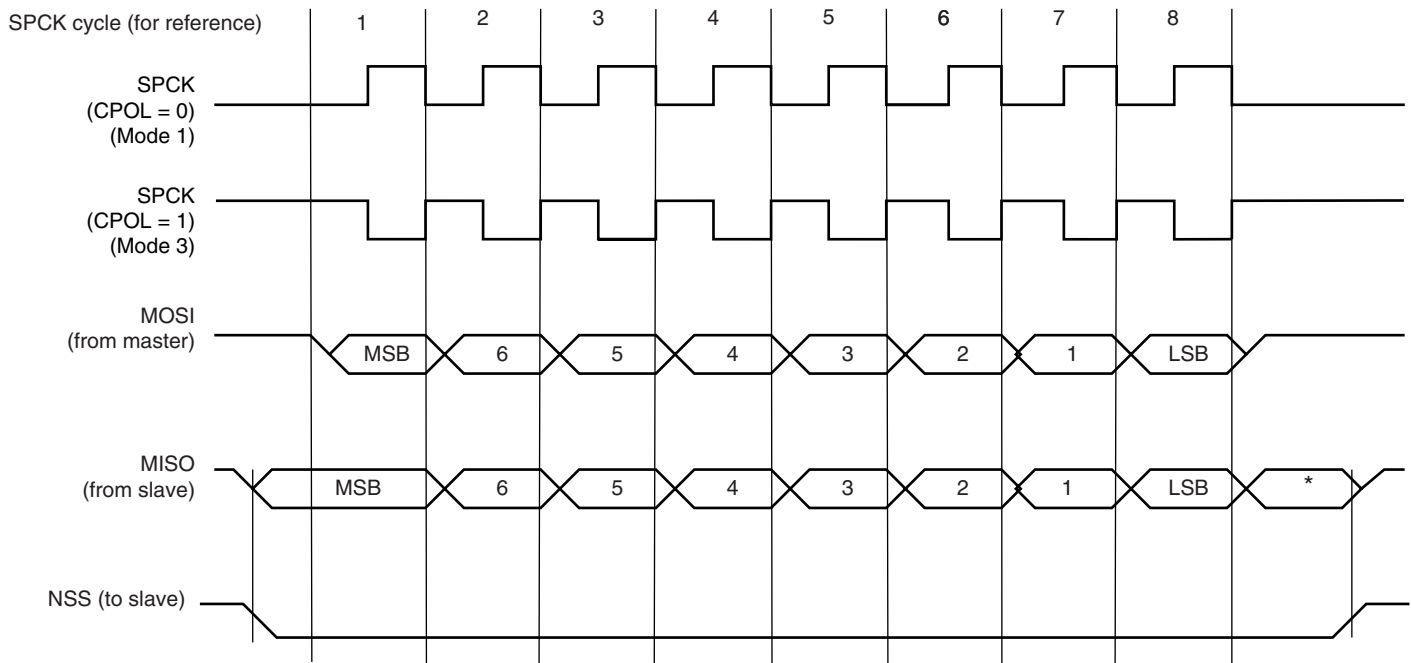 SPCK cycle (for reference) 1 2 3 4 5 6 7 8
SPCK
(CPOL = 0)
(Mode 1)
SPCK
(CPOL = 1)
(Mode 3)
MOSI
(from master)
MSB 6 5 4 3 2 1 LSB
MISO
(from slave)
MSB 6 5 4 3 2 1 LSB *
NSS (to slave)